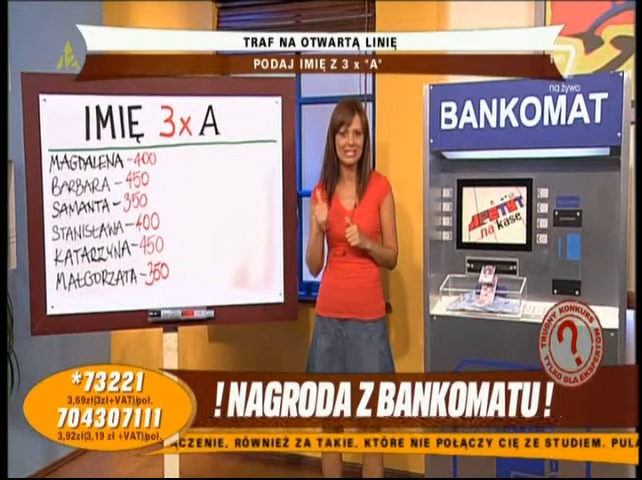 TRAF NA OTWARTĄ LINIĘ
PODAJ IMIĘ Z 3 x "A"
na żywo
BANKOMAT
IMIĘ 3x A
MAGDALENA - 400
BARBARA - 450
SAMANTA - 350
STANISŁAWA - 400
KATARZYNA - 450
MAŁGORZATA - 350
na kasę
TRUDNY KONKURS
TYLKO DLA EKSPERTÓW
?
*73221
3,69zł(3zł+VAT)/poł.
704307111
3,92zł(3,19 zł +VAT)/poł.
! NAGRODA Z BANKOMATU !
ĄCZENIE, RÓWNIEŻ ZA TAKIE, KTÓRE NIE POŁĄCZY CIĘ ZE STUDIEM. PUL